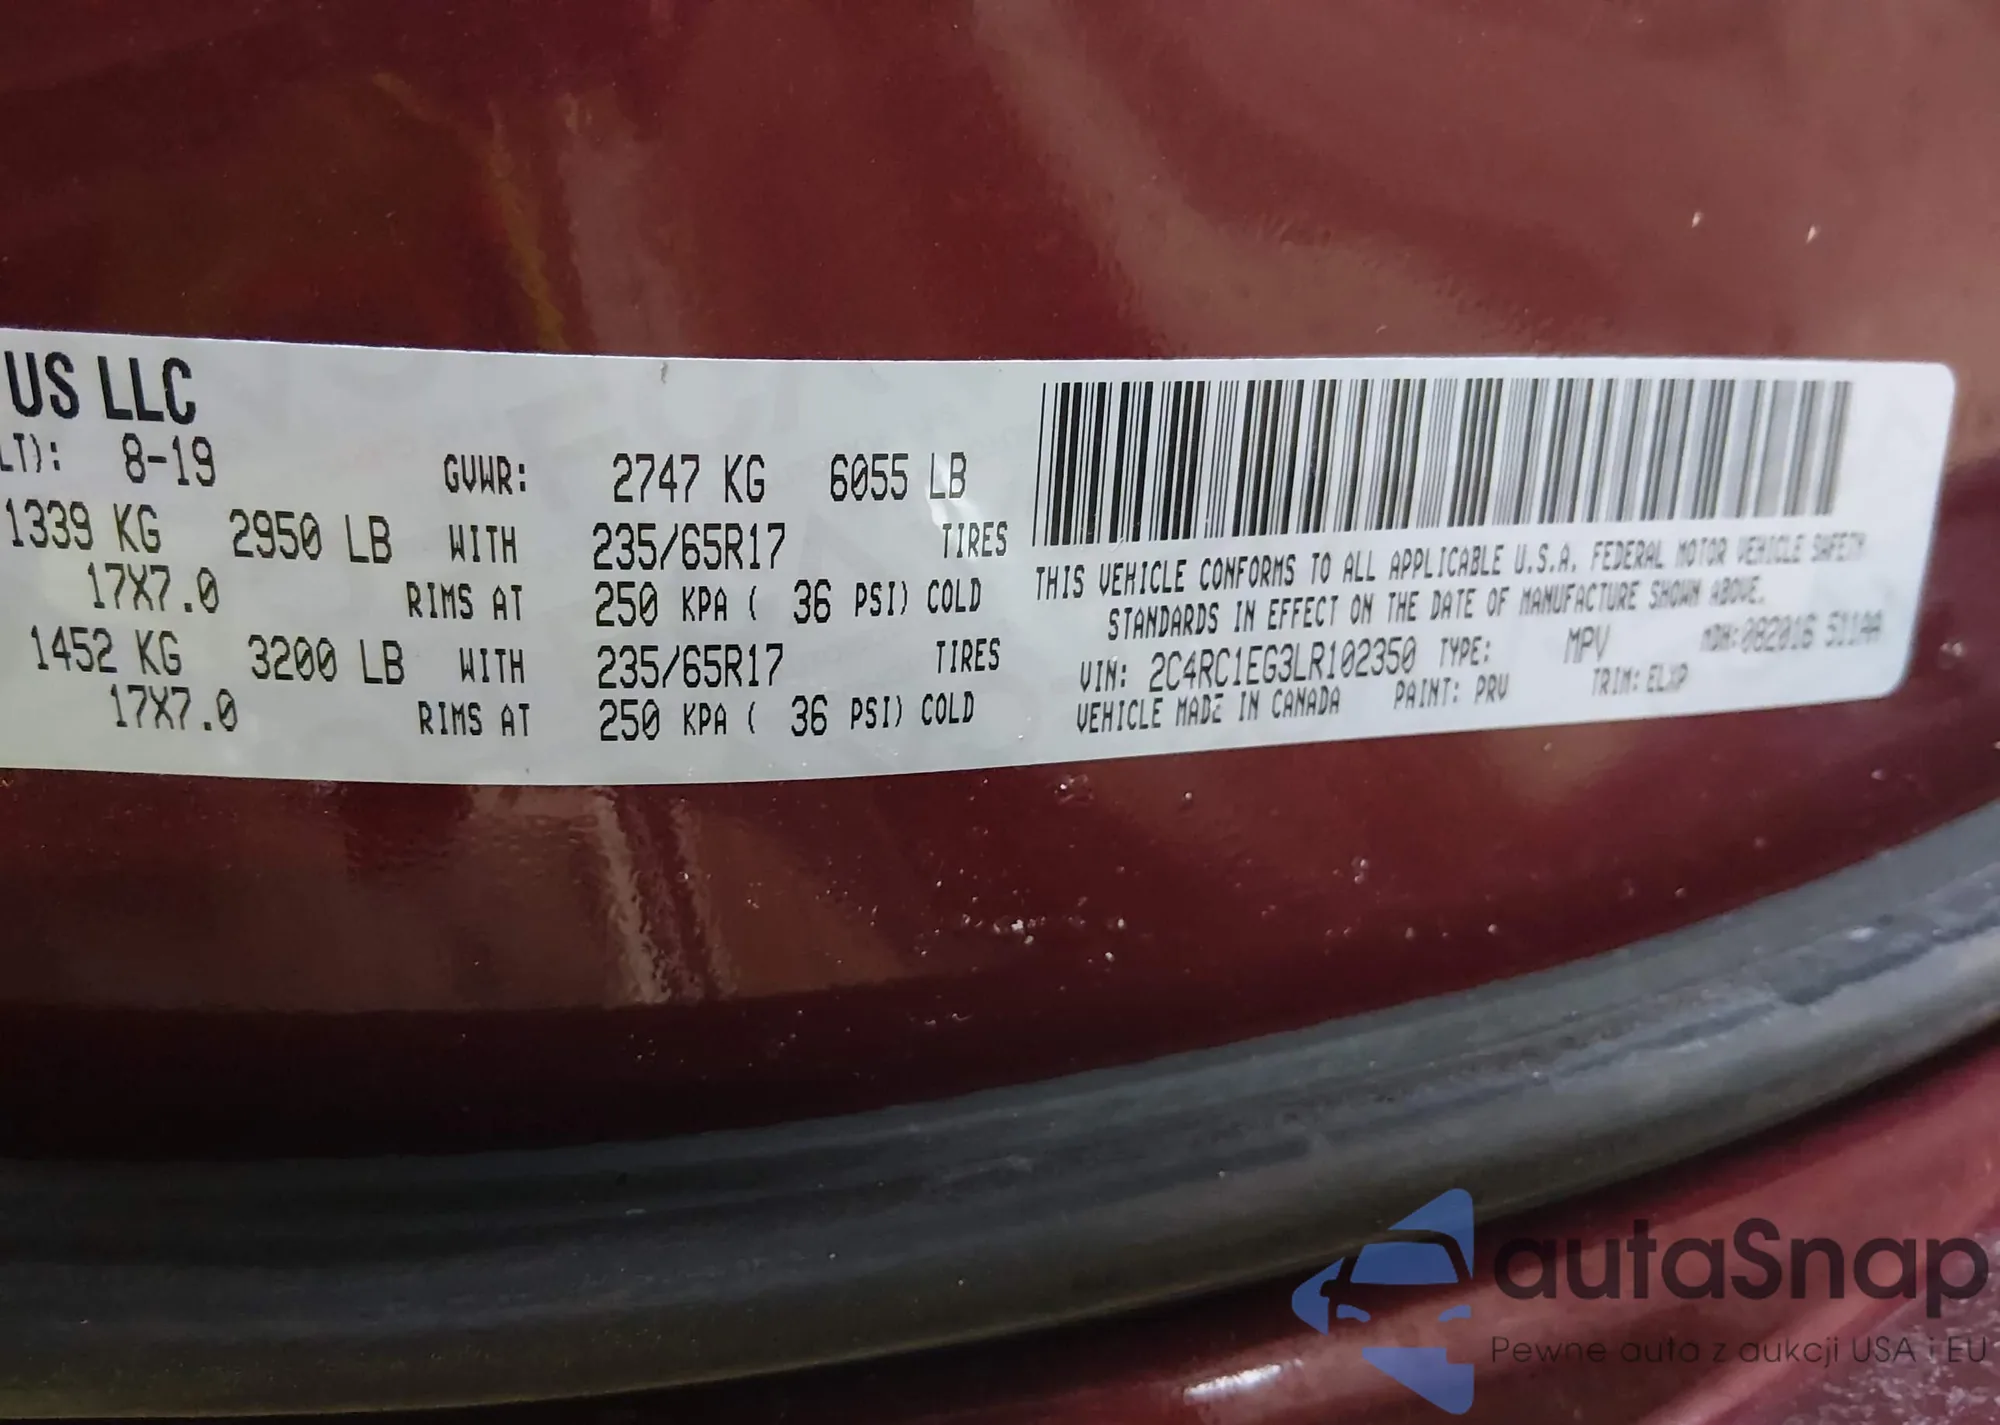 US LLC
LT): 8-19 GVWR: 2747 KG 6055 LB
1339 KG 2950 LB WITH 235/65R17 TIRES
17X7.0 RIMS AT 250 KPA ( 36 PSI) COLD
1452 KG 3200 LB WITH 235/65R17 TIRES
17X7.0 RIMS AT 250 KPA ( 36 PSI) COLD
THIS VEHICLE CONFORMS TO ALL APPLICABLE U.S.A. FEDERAL MOTOR VEHICLE SAFETY
STANDARDS IN EFFECT ON THE DATE OF MANUFACTURE SHOWN ABOVE.
VIN: 2C4RC1EG3LR102350 TYPE: MPV MDH:082016 511AA
VEHICLE MADE IN CANADA PAINT: PRV TRIM: ELXP
autaSnap
Pewne auta z aukcji USA i EU